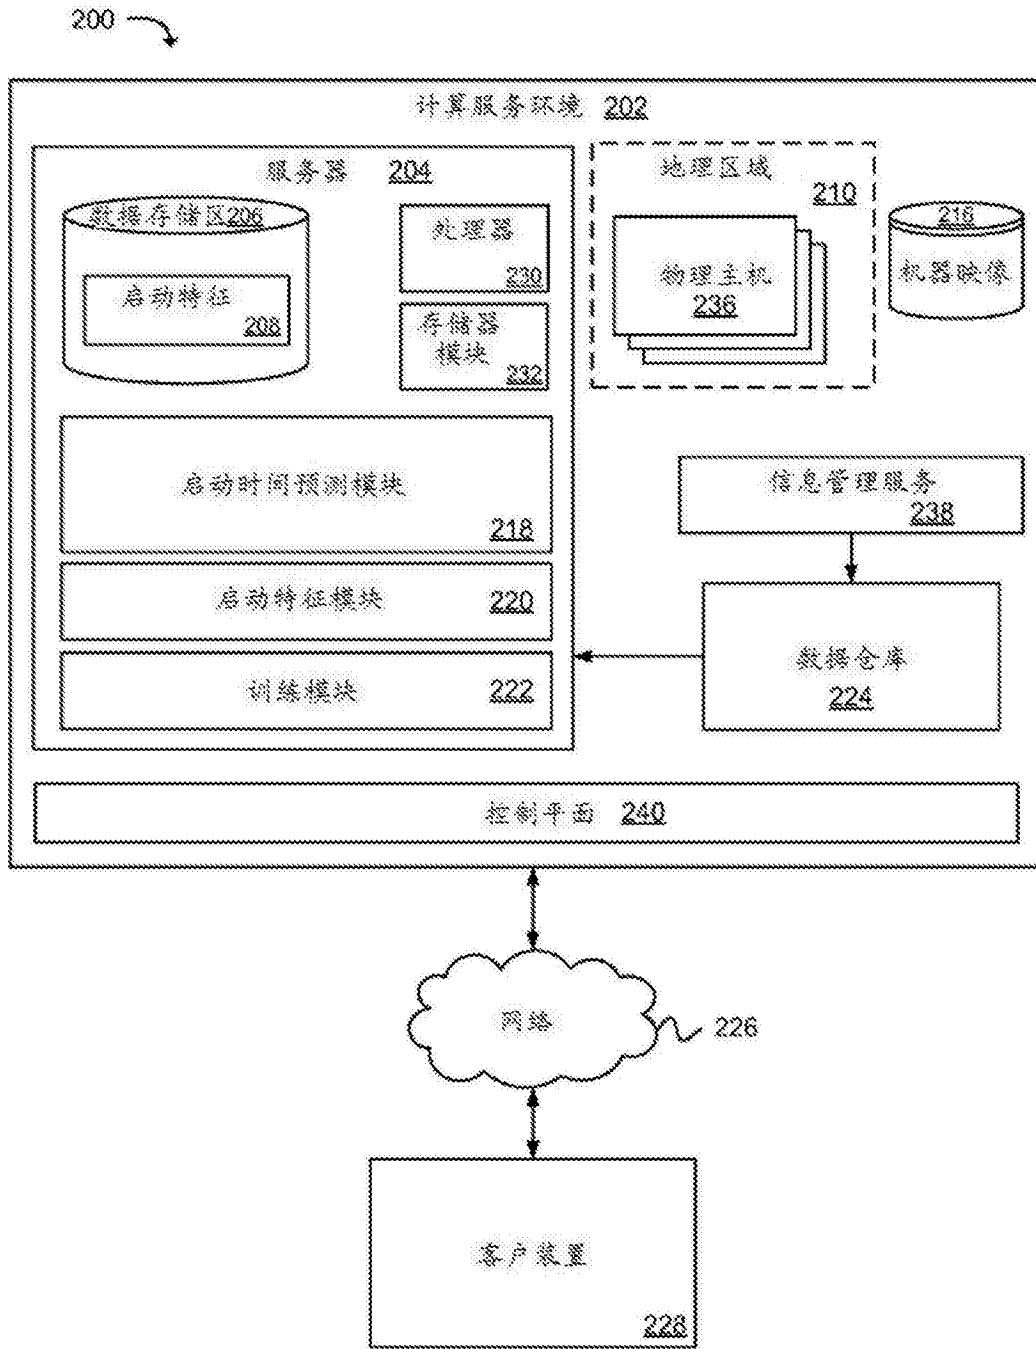 200
计算服务环境 202
服务器 204
数据存储区206
启动特征
208
处理器
230
存储器
模块
232
地理区域
210
物理主机
236
216
机器映像
启动时间预测模块
218
启动特征模块 220
训练模块 222
信息管理服务
238
数据仓库
224
控制平面 240
网络
226
客户装置
228